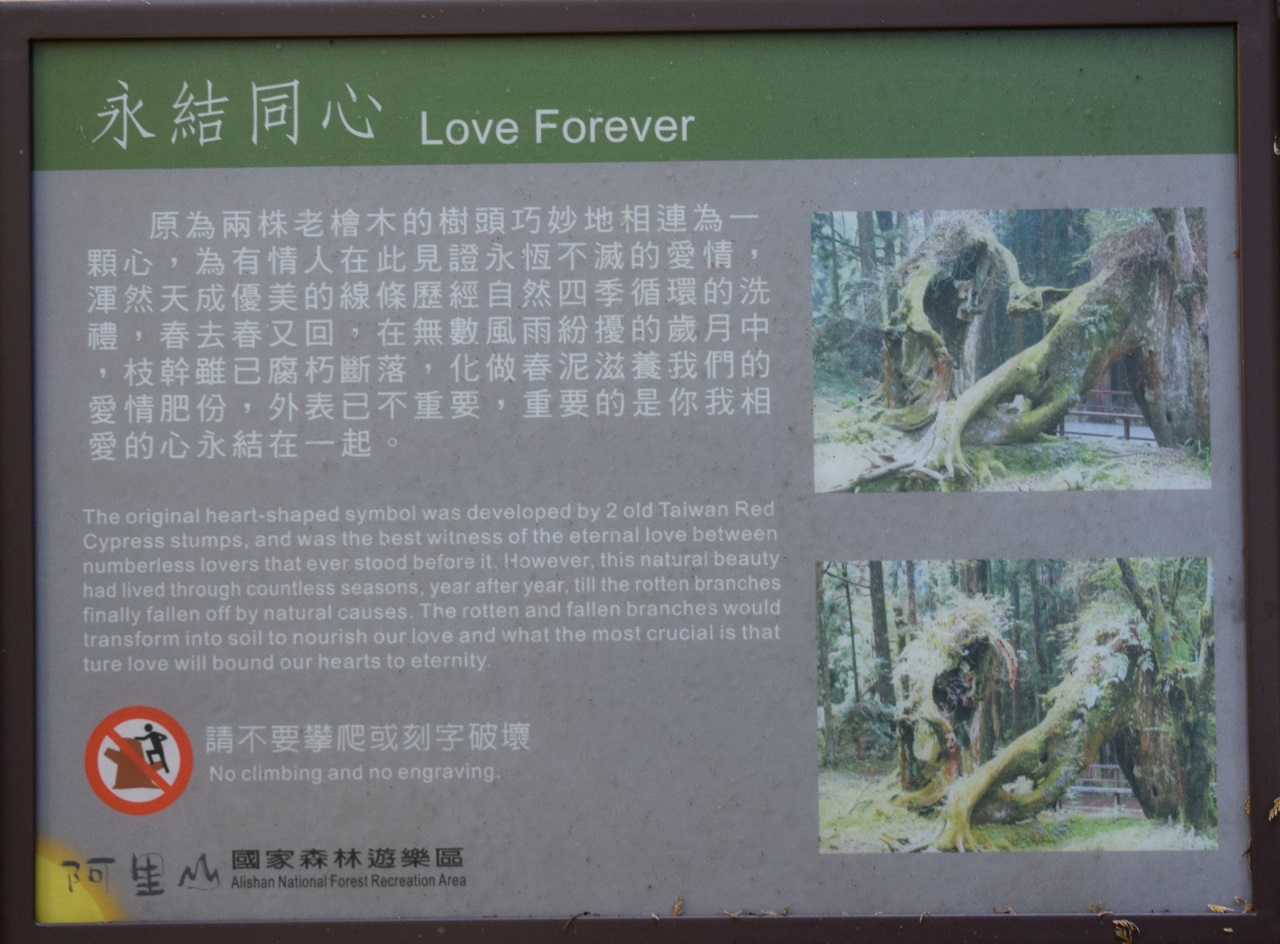 永結同心 Love Forever
原為兩株老檜木的樹頭巧妙地相連為一
顆心，為有情人在此見證永恆不滅的愛情，
渾然天成優美的線條歷經自然四季循環的洗
禮，春去春又回，在無數風雨紛擾的歲月中
，枝幹雖已腐朽斷落，化做春泥滋養我們的
愛情肥份，外表已不重要，重要的是你我相
愛的心永結在一起。
The original heart-shaped symbol was developed by 2 old Taiwan Red
Cypress stumps, and was the best witness of the eternal love between
numberless lovers that ever stood before it. However, this natural beauty
had lived through countless seasons, year after year, till the rotten branches
finally fallen off by natural causes. The rotten and fallen branches would
transform into soil to nourish our love and what the most crucial is that
ture love will bound our hearts to eternity.
請不要攀爬或刻字破壞
No climbing and no engraving.
阿里山 國家森林遊樂區
Alishan National Forest Recreation Area